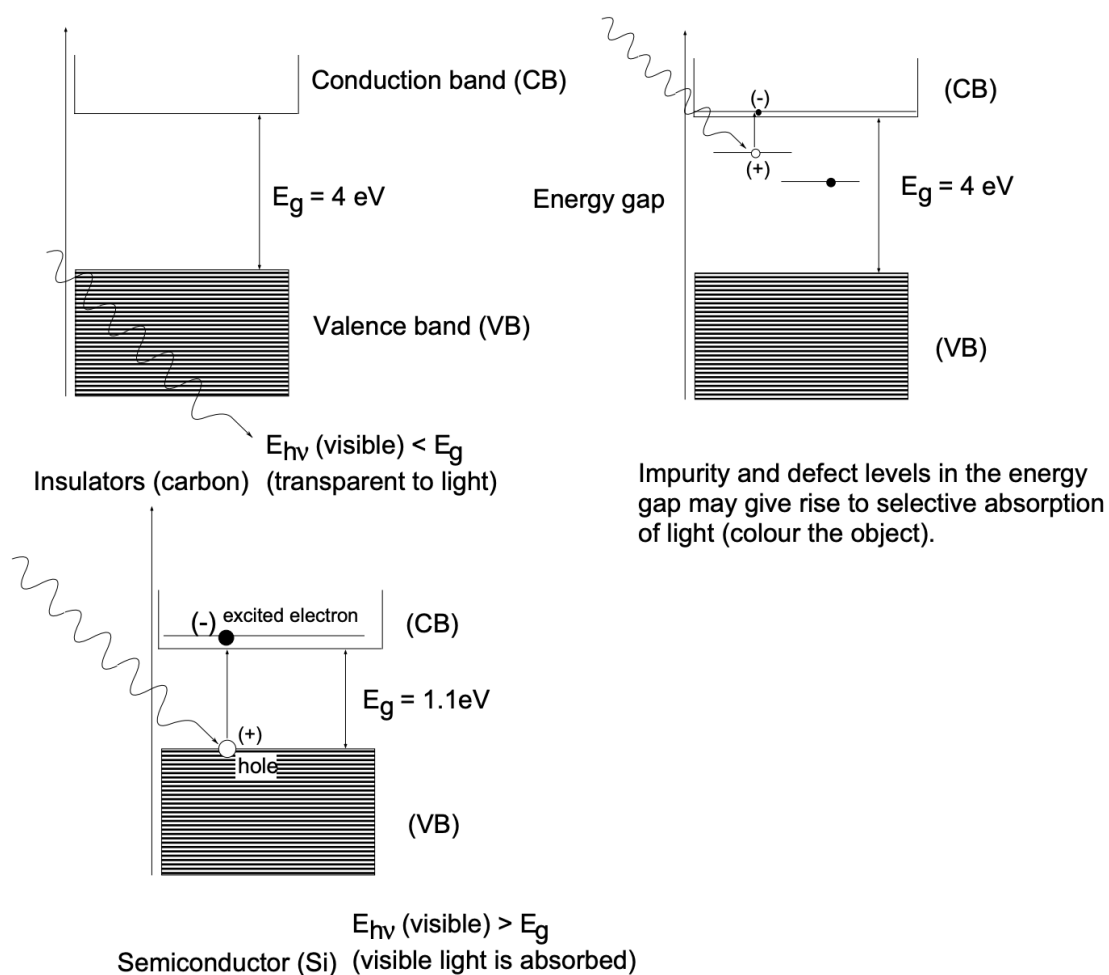 Conduction band (CB)
E_g = 4 eV
Valence band (VB)
E_hν (visible) < E_g
Insulators (carbon) (transparent to light)
(CB)
(-)
(+)
Energy gap
E_g = 4 eV
(VB)
Impurity and defect levels in the energy
gap may give rise to selective absorption
of light (colour the object).
(-) excited electron
(CB)
E_g = 1.1eV
(+)
hole
(VB)
E_hν (visible) > E_g
Semiconductor (Si) (visible light is absorbed)